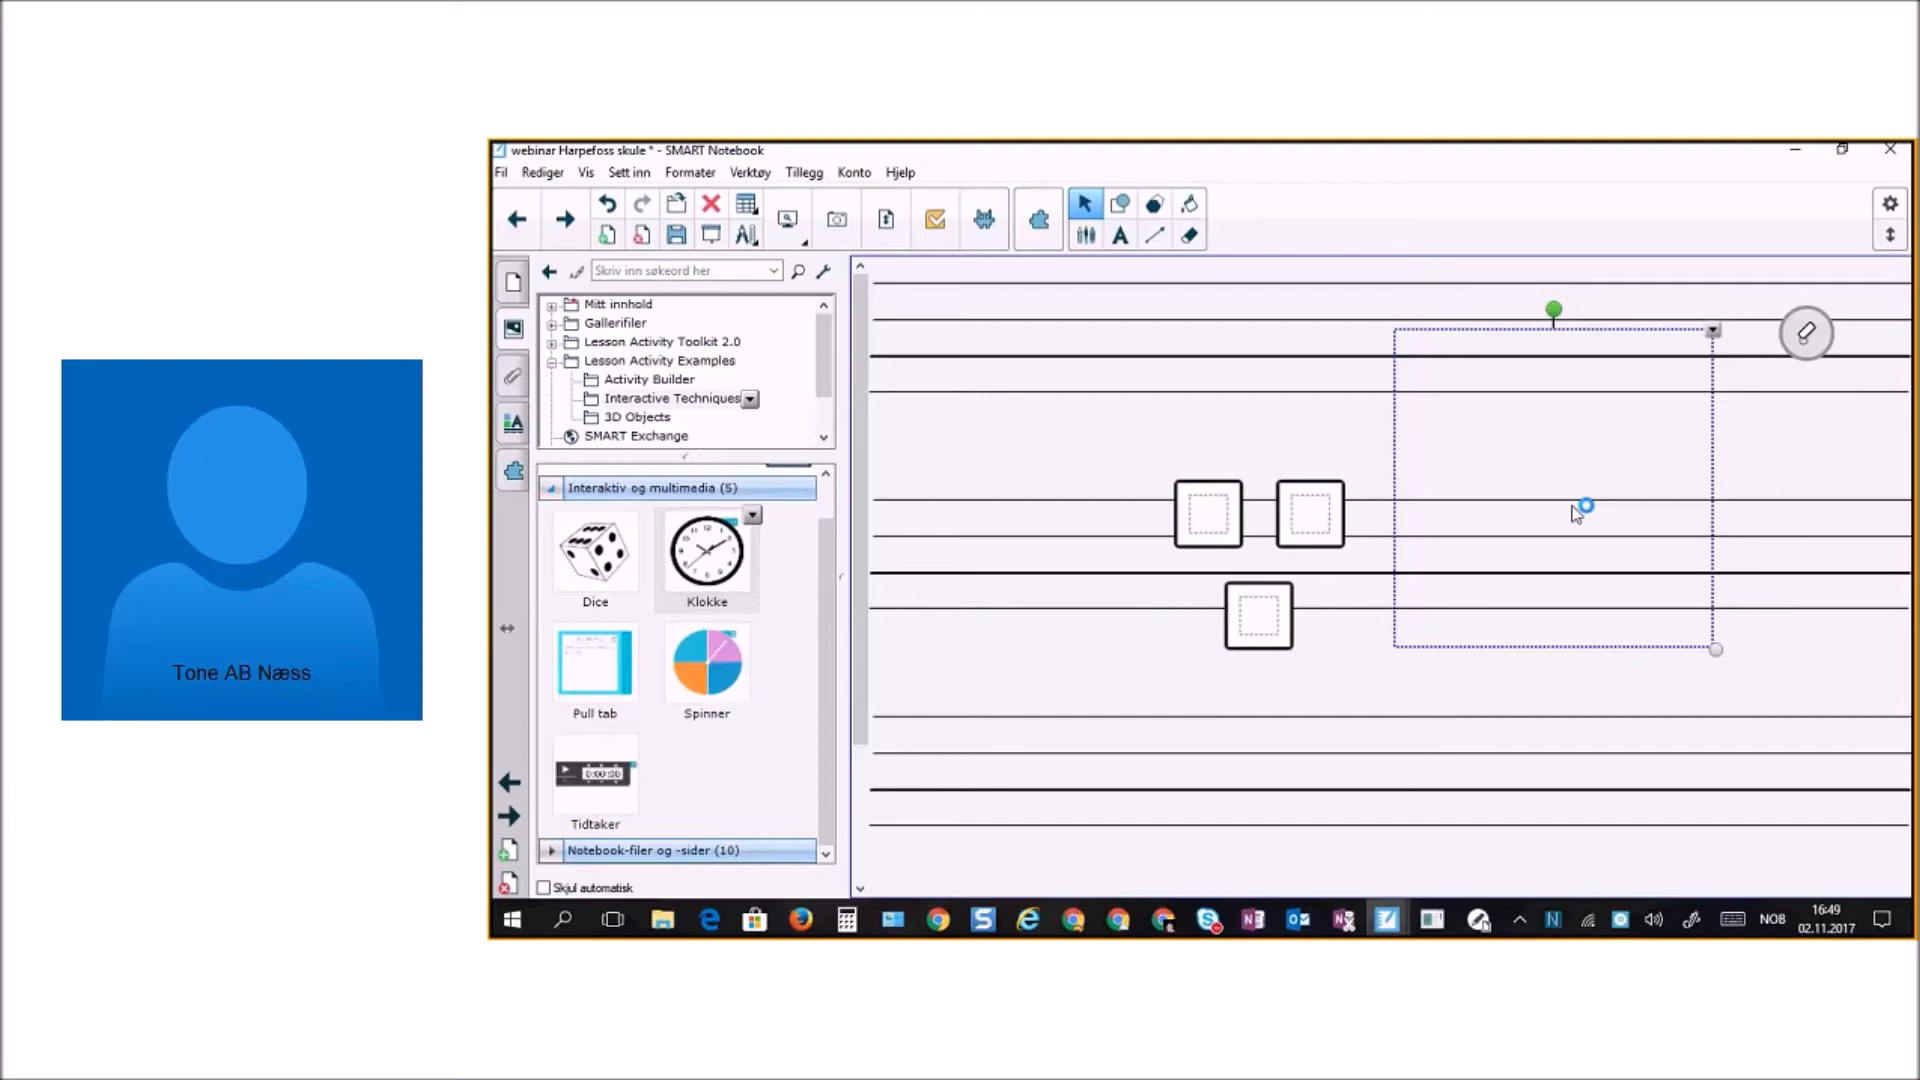 webinar Harpefoss skule * - SMART Notebook
Fil Rediger Vis Sett inn Formater Verktøy Tillegg Konto Hjelp
Skriv inn søkeord her
Mitt innhold
Gallerifiler
Lesson Activity Toolkit 2.0
Lesson Activity Examples
Activity Builder
Interactive Techniques
3D Objects
SMART Exchange
Interaktiv og multimedia (5)
Dice
Klokke
Pull tab
Spinner
0:00:00
Tidtaker
Notebook-filer og -sider (10)
Skjul automatisk
Tone AB Næss
NOB
16:49
02.11.2017